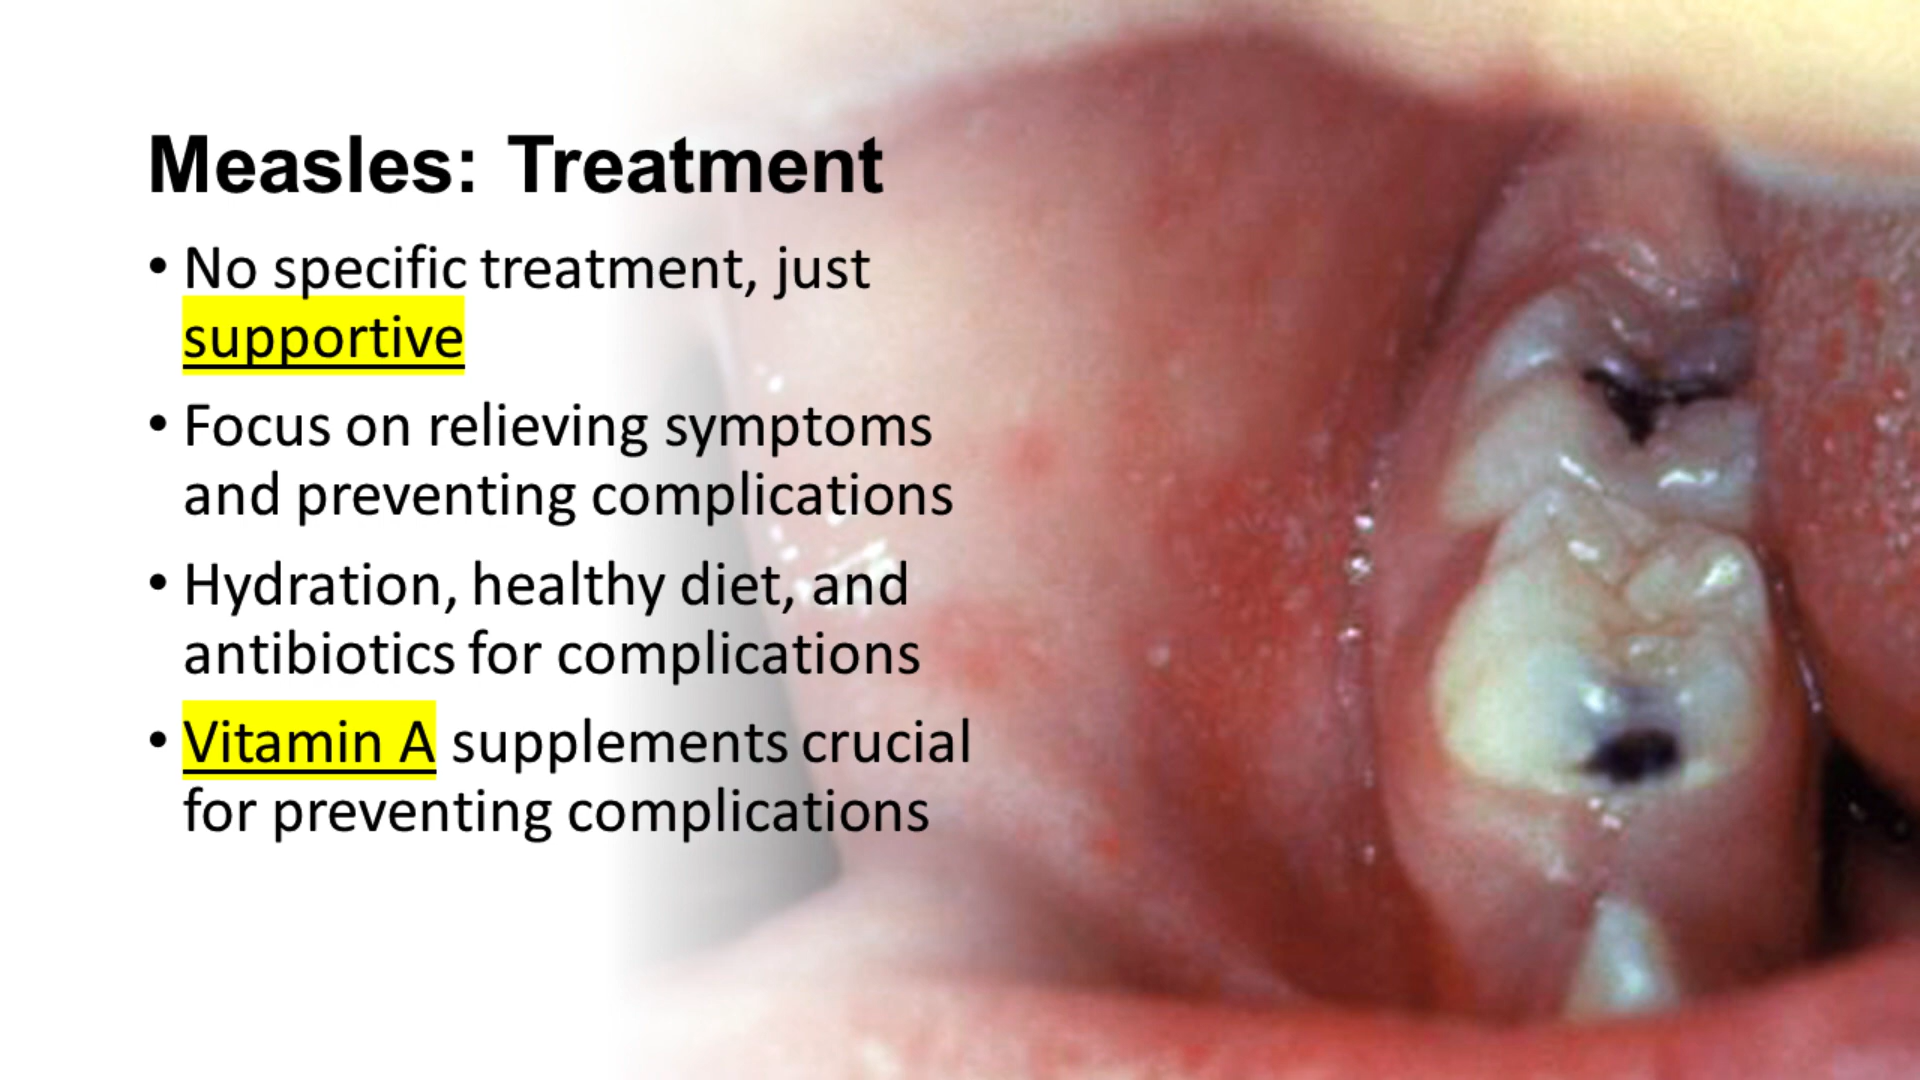 Measles: Treatment
• No specific treatment, just
supportive
• Focus on relieving symptoms
and preventing complications
• Hydration, healthy diet, and
antibiotics for complications
• Vitamin A supplements crucial
for preventing complications